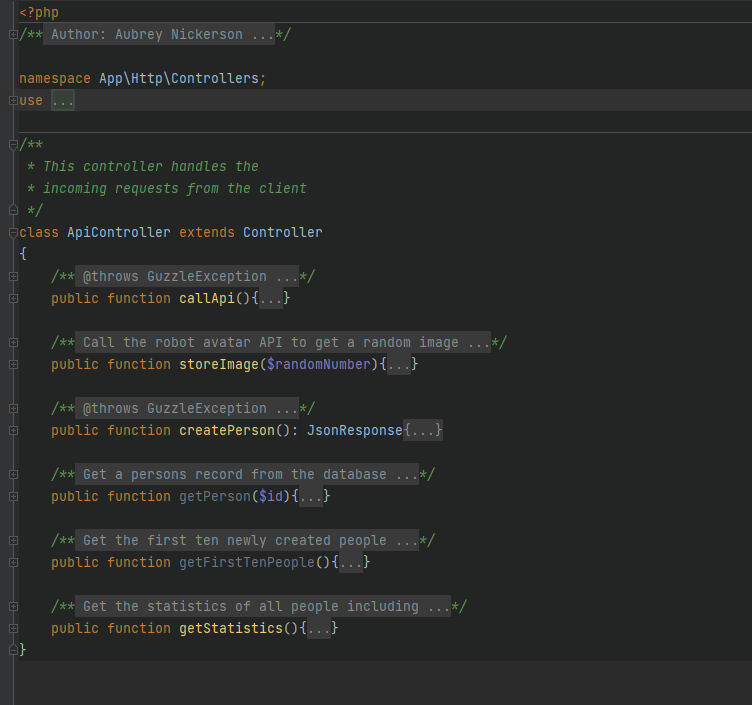 <?php
/** Author: Aubrey Nickerson ...*/
namespace App\Http\Controllers;
use ...
/**
 * This controller handles the
 * incoming requests from the client
 */
class ApiController extends Controller
{
    /** @throws GuzzleException ...*/
    public function callApi(){...}
    /** Call the robot avatar API to get a random image ...*/
    public function storeImage($randomNumber){...}
    /** @throws GuzzleException ...*/
    public function createPerson(): JsonResponse{...}
    /** Get a persons record from the database ...*/
    public function getPerson($id){...}
    /** Get the first ten newly created people ...*/
    public function getFirstTenPeople(){...}
    /** Get the statistics of all people including ...*/
    public function getStatistics(){...}
}